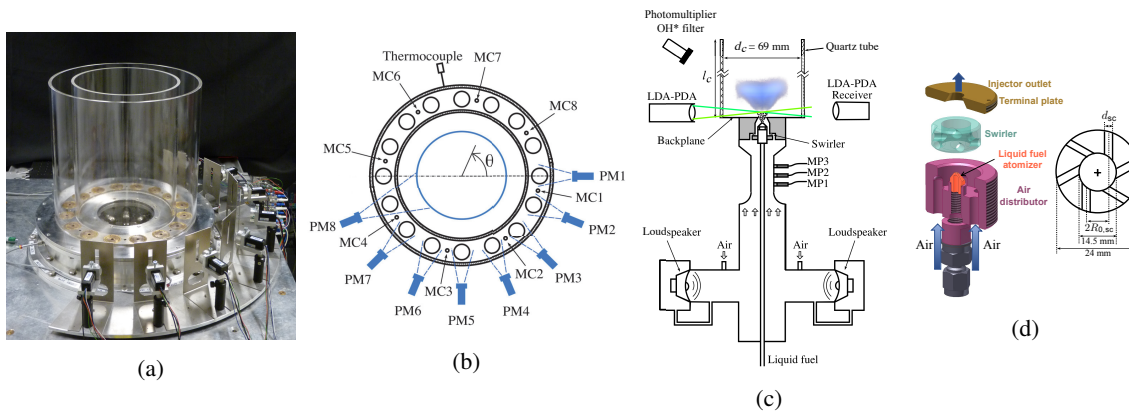 Thermocouple
MC7
MC6
MC8
MC5
θ
PM1
MC1
PM8
MC4
PM2
MC2
PM7
MC3
PM3
PM6
PM5
PM4
Photomultiplier
OH* filter
d_c = 69 mm
Quartz tube
l_c
LDA-PDA
LDA-PDA
Receiver
Backplane
Swirler
MP3
MP2
MP1
Loudspeaker
Air
Air
Loudspeaker
Liquid fuel
Injector outlet
Terminal plate
Swirler
Liquid fuel
atomizer
Air
distributor
Air
Air
d_sc
2R_0,sc
14.5 mm
24 mm
(a)
(b)
(c)
(d)